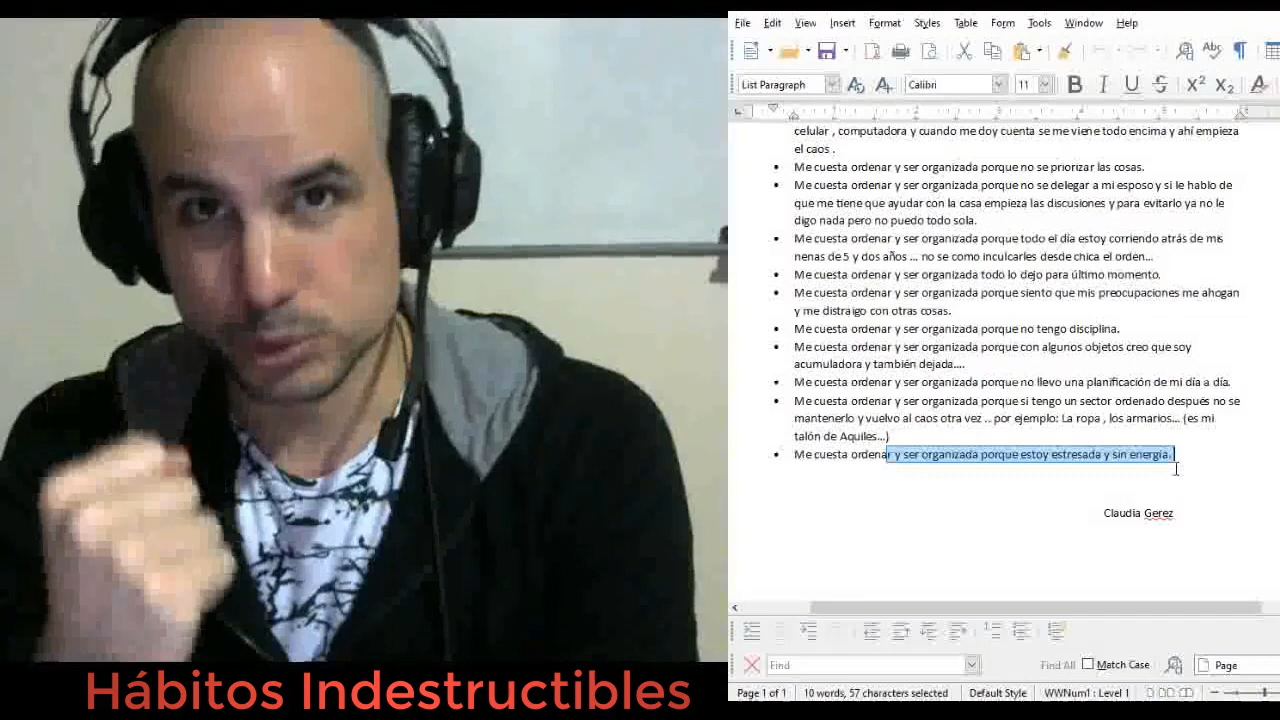 File Edit View Insert Format Styles Table Form Tools Window Help
List Paragraph Calibri 11
celular , computadora y cuando me doy cuenta se me viene todo encima y ahí empieza
el caos .
• Me cuesta ordenar y ser organizada porque no se priorizar las cosas.
• Me cuesta ordenar y ser organizada porque no se delegar a mi esposo y si le hablo de
que me tiene que ayudar con la casa empieza las discusiones y para evitarlo ya no le
digo nada pero no puedo todo sola.
• Me cuesta ordenar y ser organizada porque todo el día estoy corriendo atrás de mis
nenas de 5 y dos años ... no se como inculcarles desde chica el orden...
• Me cuesta ordenar y ser organizada todo lo dejo para último momento.
• Me cuesta ordenar y ser organizada porque siento que mis preocupaciones me ahogan
y me distraigo con otras cosas.
• Me cuesta ordenar y ser organizada porque no tengo disciplina.
• Me cuesta ordenar y ser organizada porque con algunos objetos creo que soy
acumuladora y también dejada....
• Me cuesta ordenar y ser organizada porque no llevo una planificación de mi día a día.
• Me cuesta ordenar y ser organizada porque si tengo un sector ordenado después no se
mantenerlo y vuelvo al caos otra vez .. por ejemplo: La ropa , los armarios... (es mi
talón de Aquiles...)
• Me cuesta ordenar y ser organizada porque estoy estresada y sin energía.
Claudia Gerez
Find Find All Match Case Page
Page 1 of 1 10 words, 57 characters selected Default Style WWNum1 : Level 1
Hábitos Indestructibles